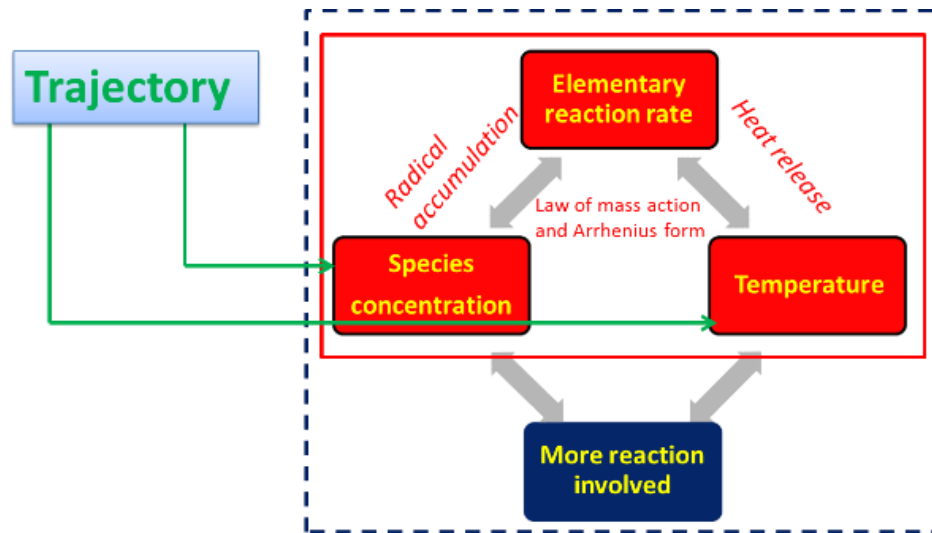 Trajectory
Elementary
reaction rate
Radical
accumulation
Heat release
Law of mass action
and Arrhenius form
Species
concentration
Temperature
More reaction
involved